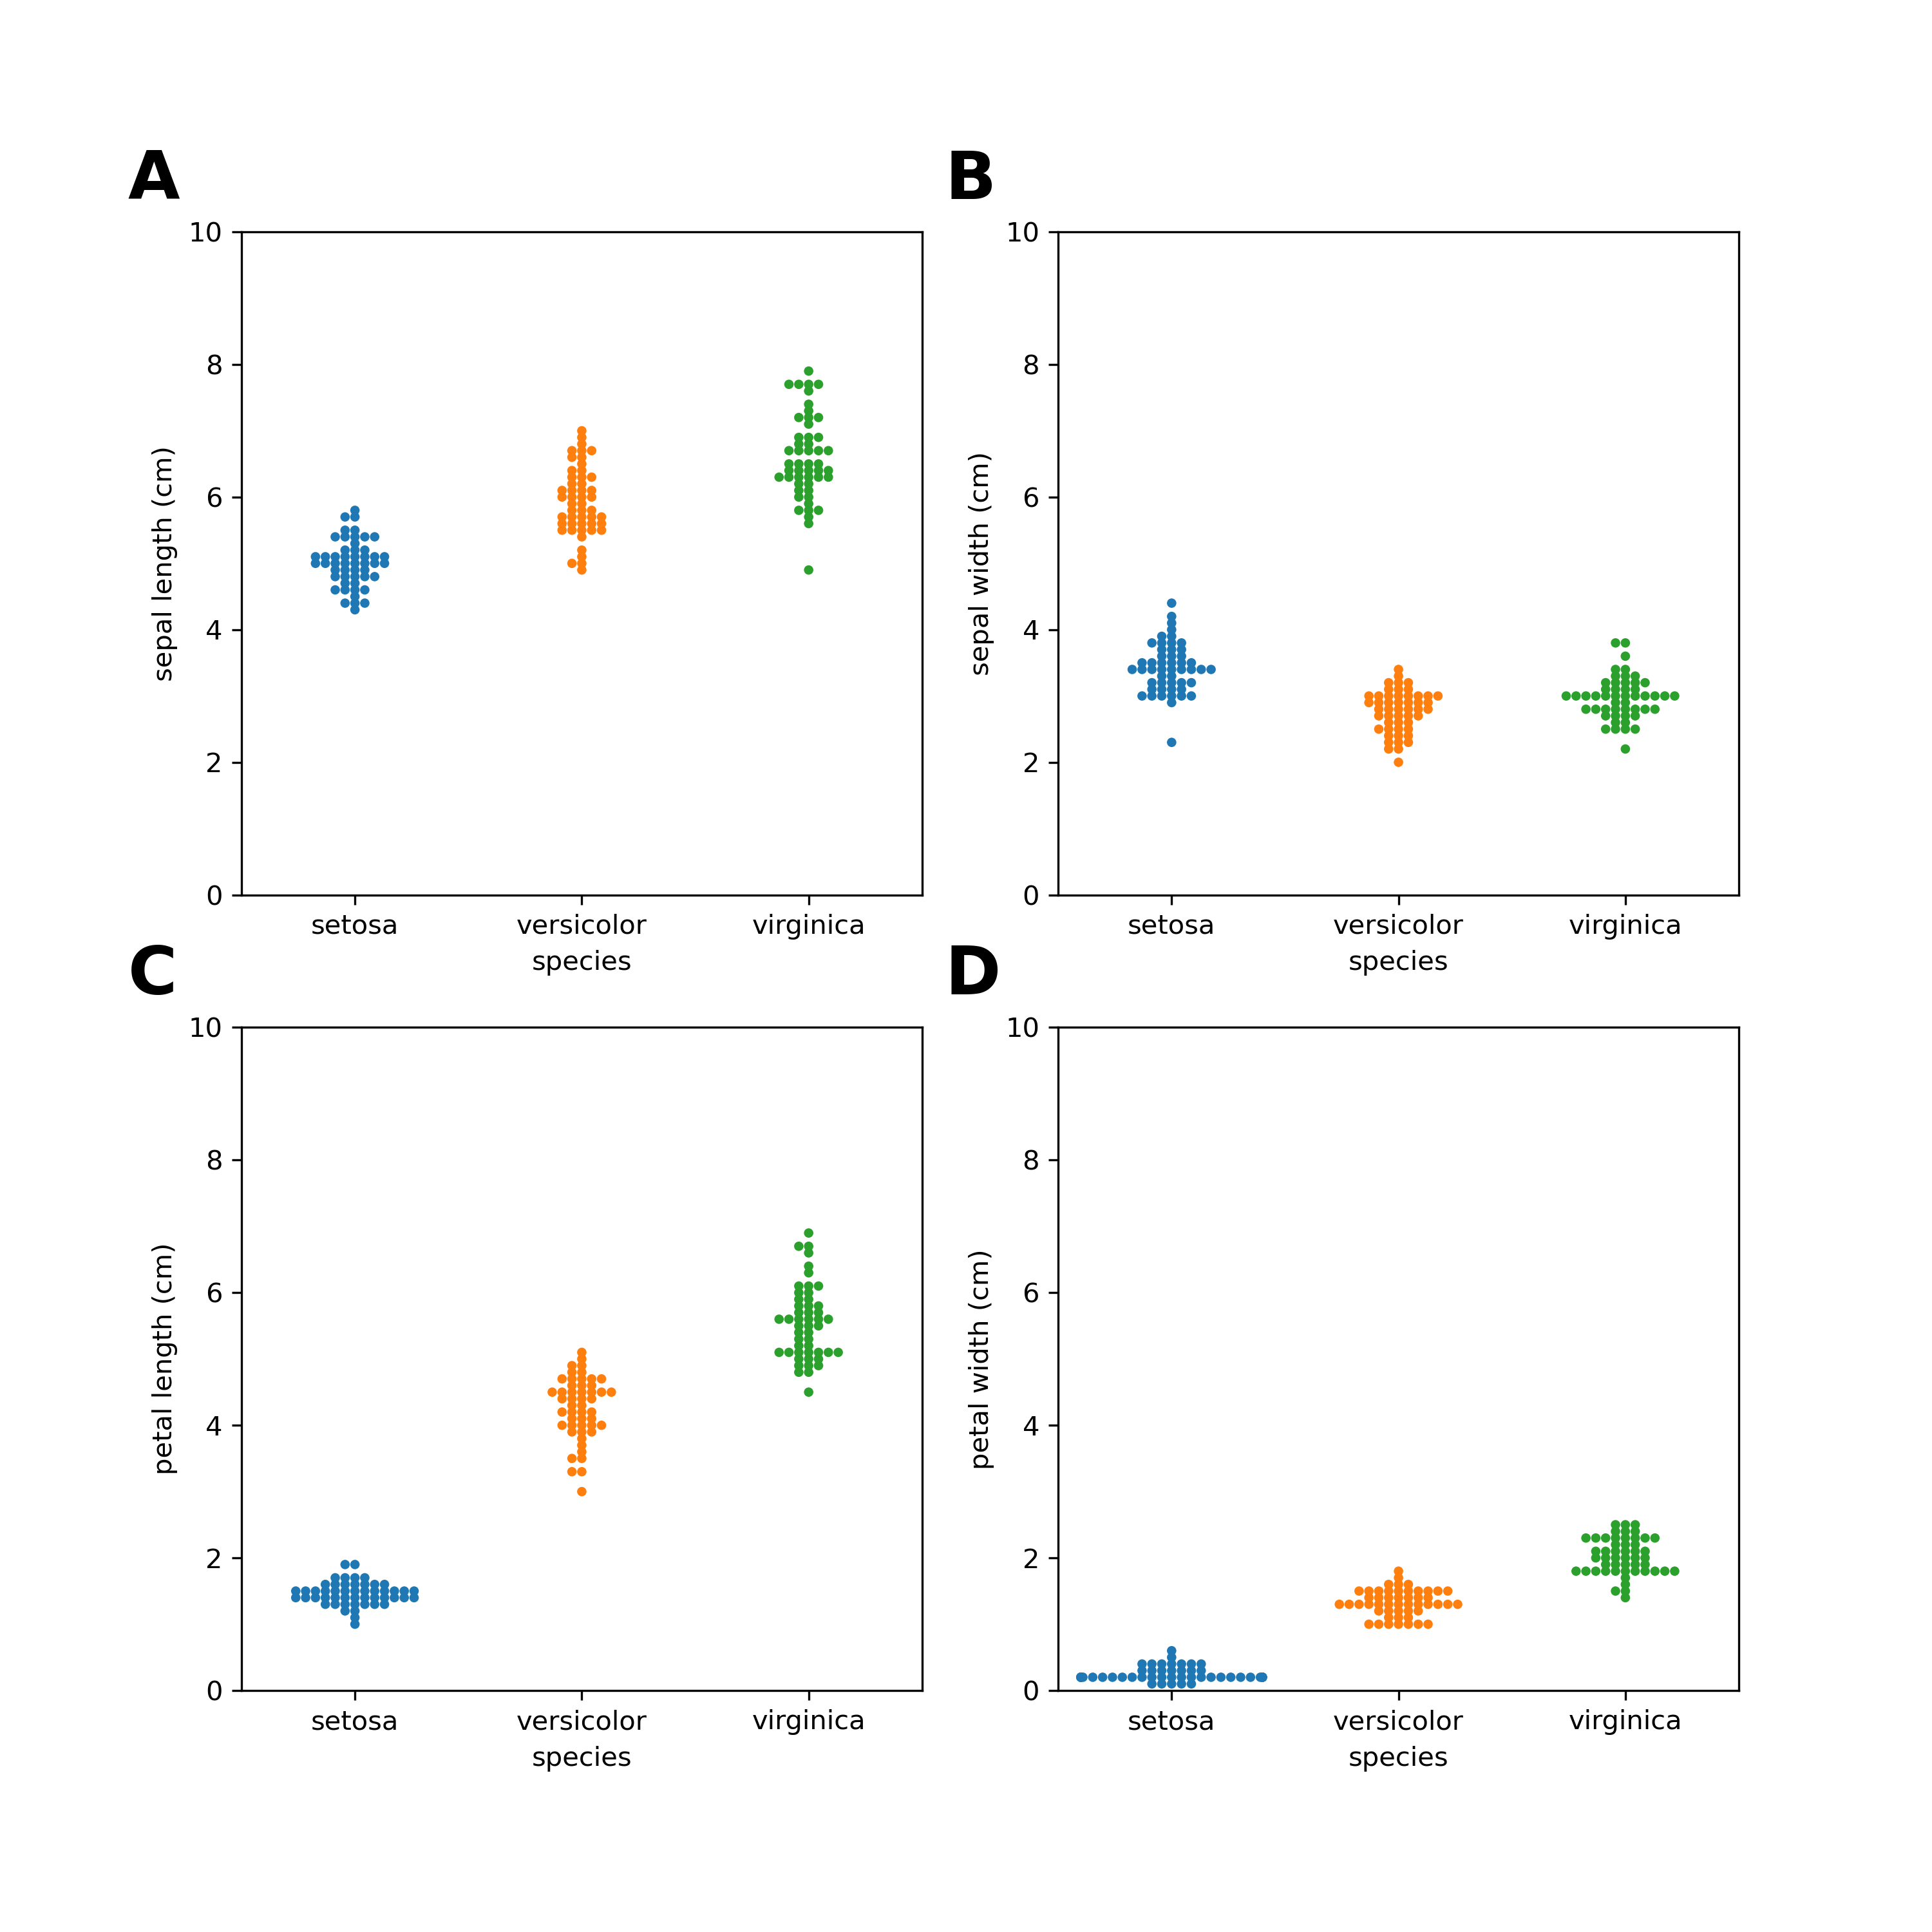 A
B
10
8
6
4
2
0
sepal length (cm)
setosa versicolor virginica
species
10
8
6
4
2
0
sepal width (cm)
setosa versicolor virginica
species
C
D
10
8
6
4
2
0
petal length (cm)
setosa versicolor virginica
species
10
8
6
4
2
0
petal width (cm)
setosa versicolor virginica
species